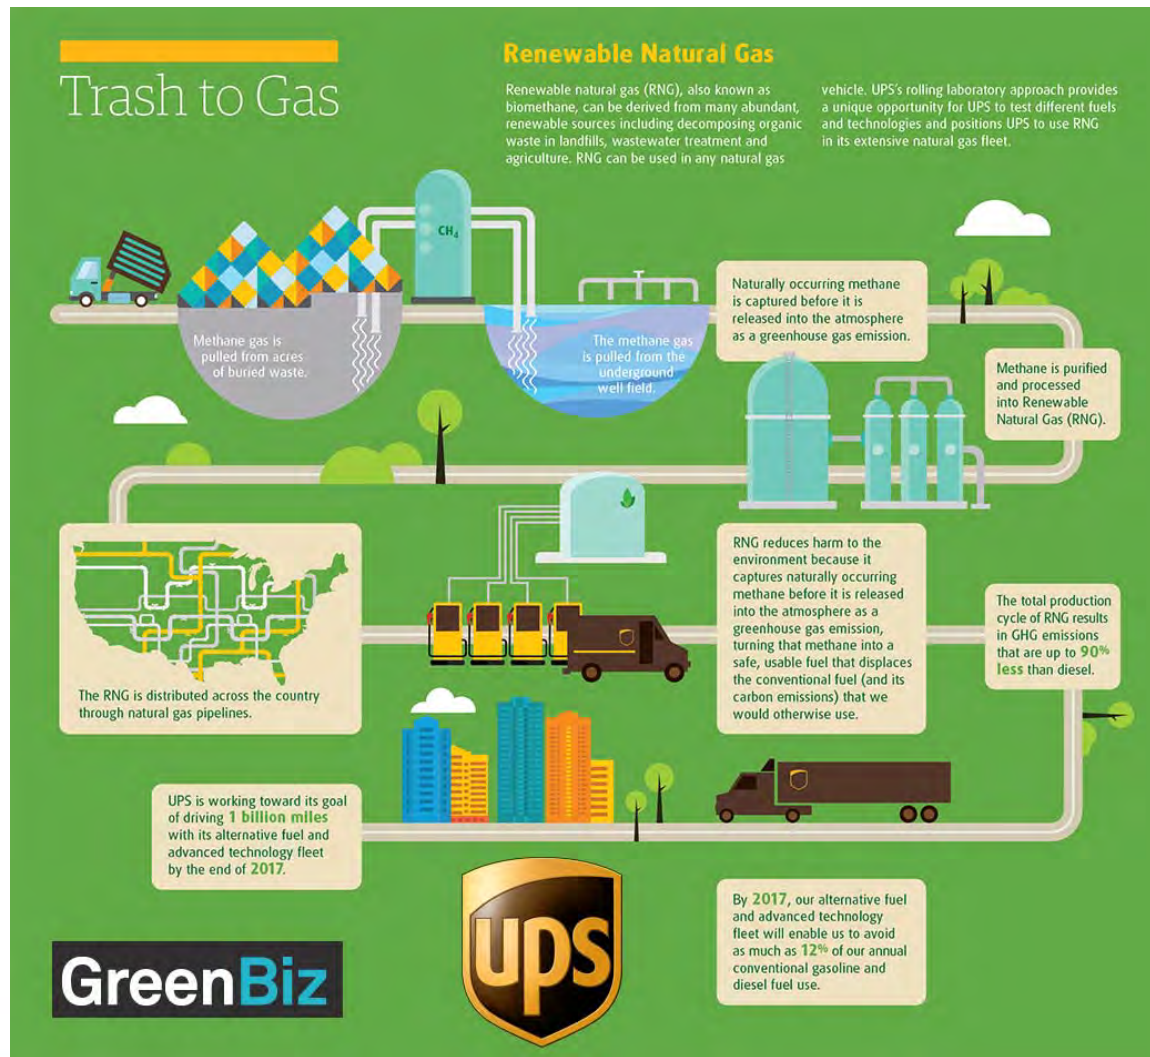 Trash to Gas
Renewable Natural Gas
Renewable natural gas (RNG), also known as
biomethane, can be derived from many abundant,
renewable sources including decomposing organic
waste in landfills, wastewater treatment and
agriculture. RNG can be used in any natural gas
vehicle. UPS's rolling laboratory approach provides
a unique opportunity for UPS to test different fuels
and technologies and positions UPS to use RNG
in its extensive natural gas fleet.
CH₄
Methane gas is
pulled from acres
of buried waste.
The methane gas
is pulled from the
underground
well field.
Naturally occurring methane
is captured before it is
released into the atmosphere
as a greenhouse gas emission.
Methane is purified
and processed
into Renewable
Natural Gas (RNG).
The RNG is distributed across the country
through natural gas pipelines.
RNG reduces harm to the
environment because it
captures naturally occurring
methane before it is released
into the atmosphere as a
greenhouse gas emission,
turning that methane into a
safe, usable fuel that displaces
the conventional fuel (and its
carbon emissions) that we
would otherwise use.
The total production
cycle of RNG results
in GHG emissions
that are up to 90%
less than diesel.
UPS is working toward its goal
of driving 1 billion miles
with its alternative fuel and
advanced technology fleet
by the end of 2017.
By 2017, our alternative fuel
and advanced technology
fleet will enable us to avoid
as much as 12% of our annual
conventional gasoline and
diesel fuel use.
GreenBiz
ups